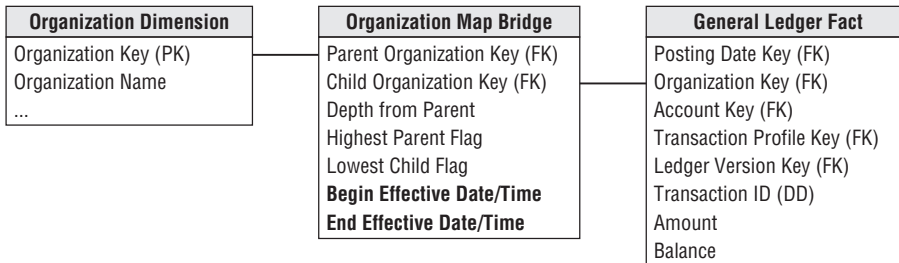 Organization Dimension
Organization Key (PK)
Organization Name
...
Organization Map Bridge
Parent Organization Key (FK)
Child Organization Key (FK)
Depth from Parent
Highest Parent Flag
Lowest Child Flag
Begin Effective Date/Time
End Effective Date/Time
General Ledger Fact
Posting Date Key (FK)
Organization Key (FK)
Account Key (FK)
Transaction Profile Key (FK)
Ledger Version Key (FK)
Transaction ID (DD)
Amount
Balance